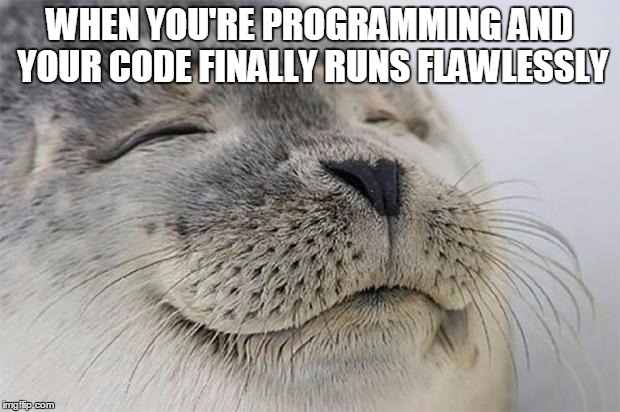 WHEN YOU'RE PROGRAMMING AND
YOUR CODE FINALLY RUNS FLAWLESSLY
imgflip.com